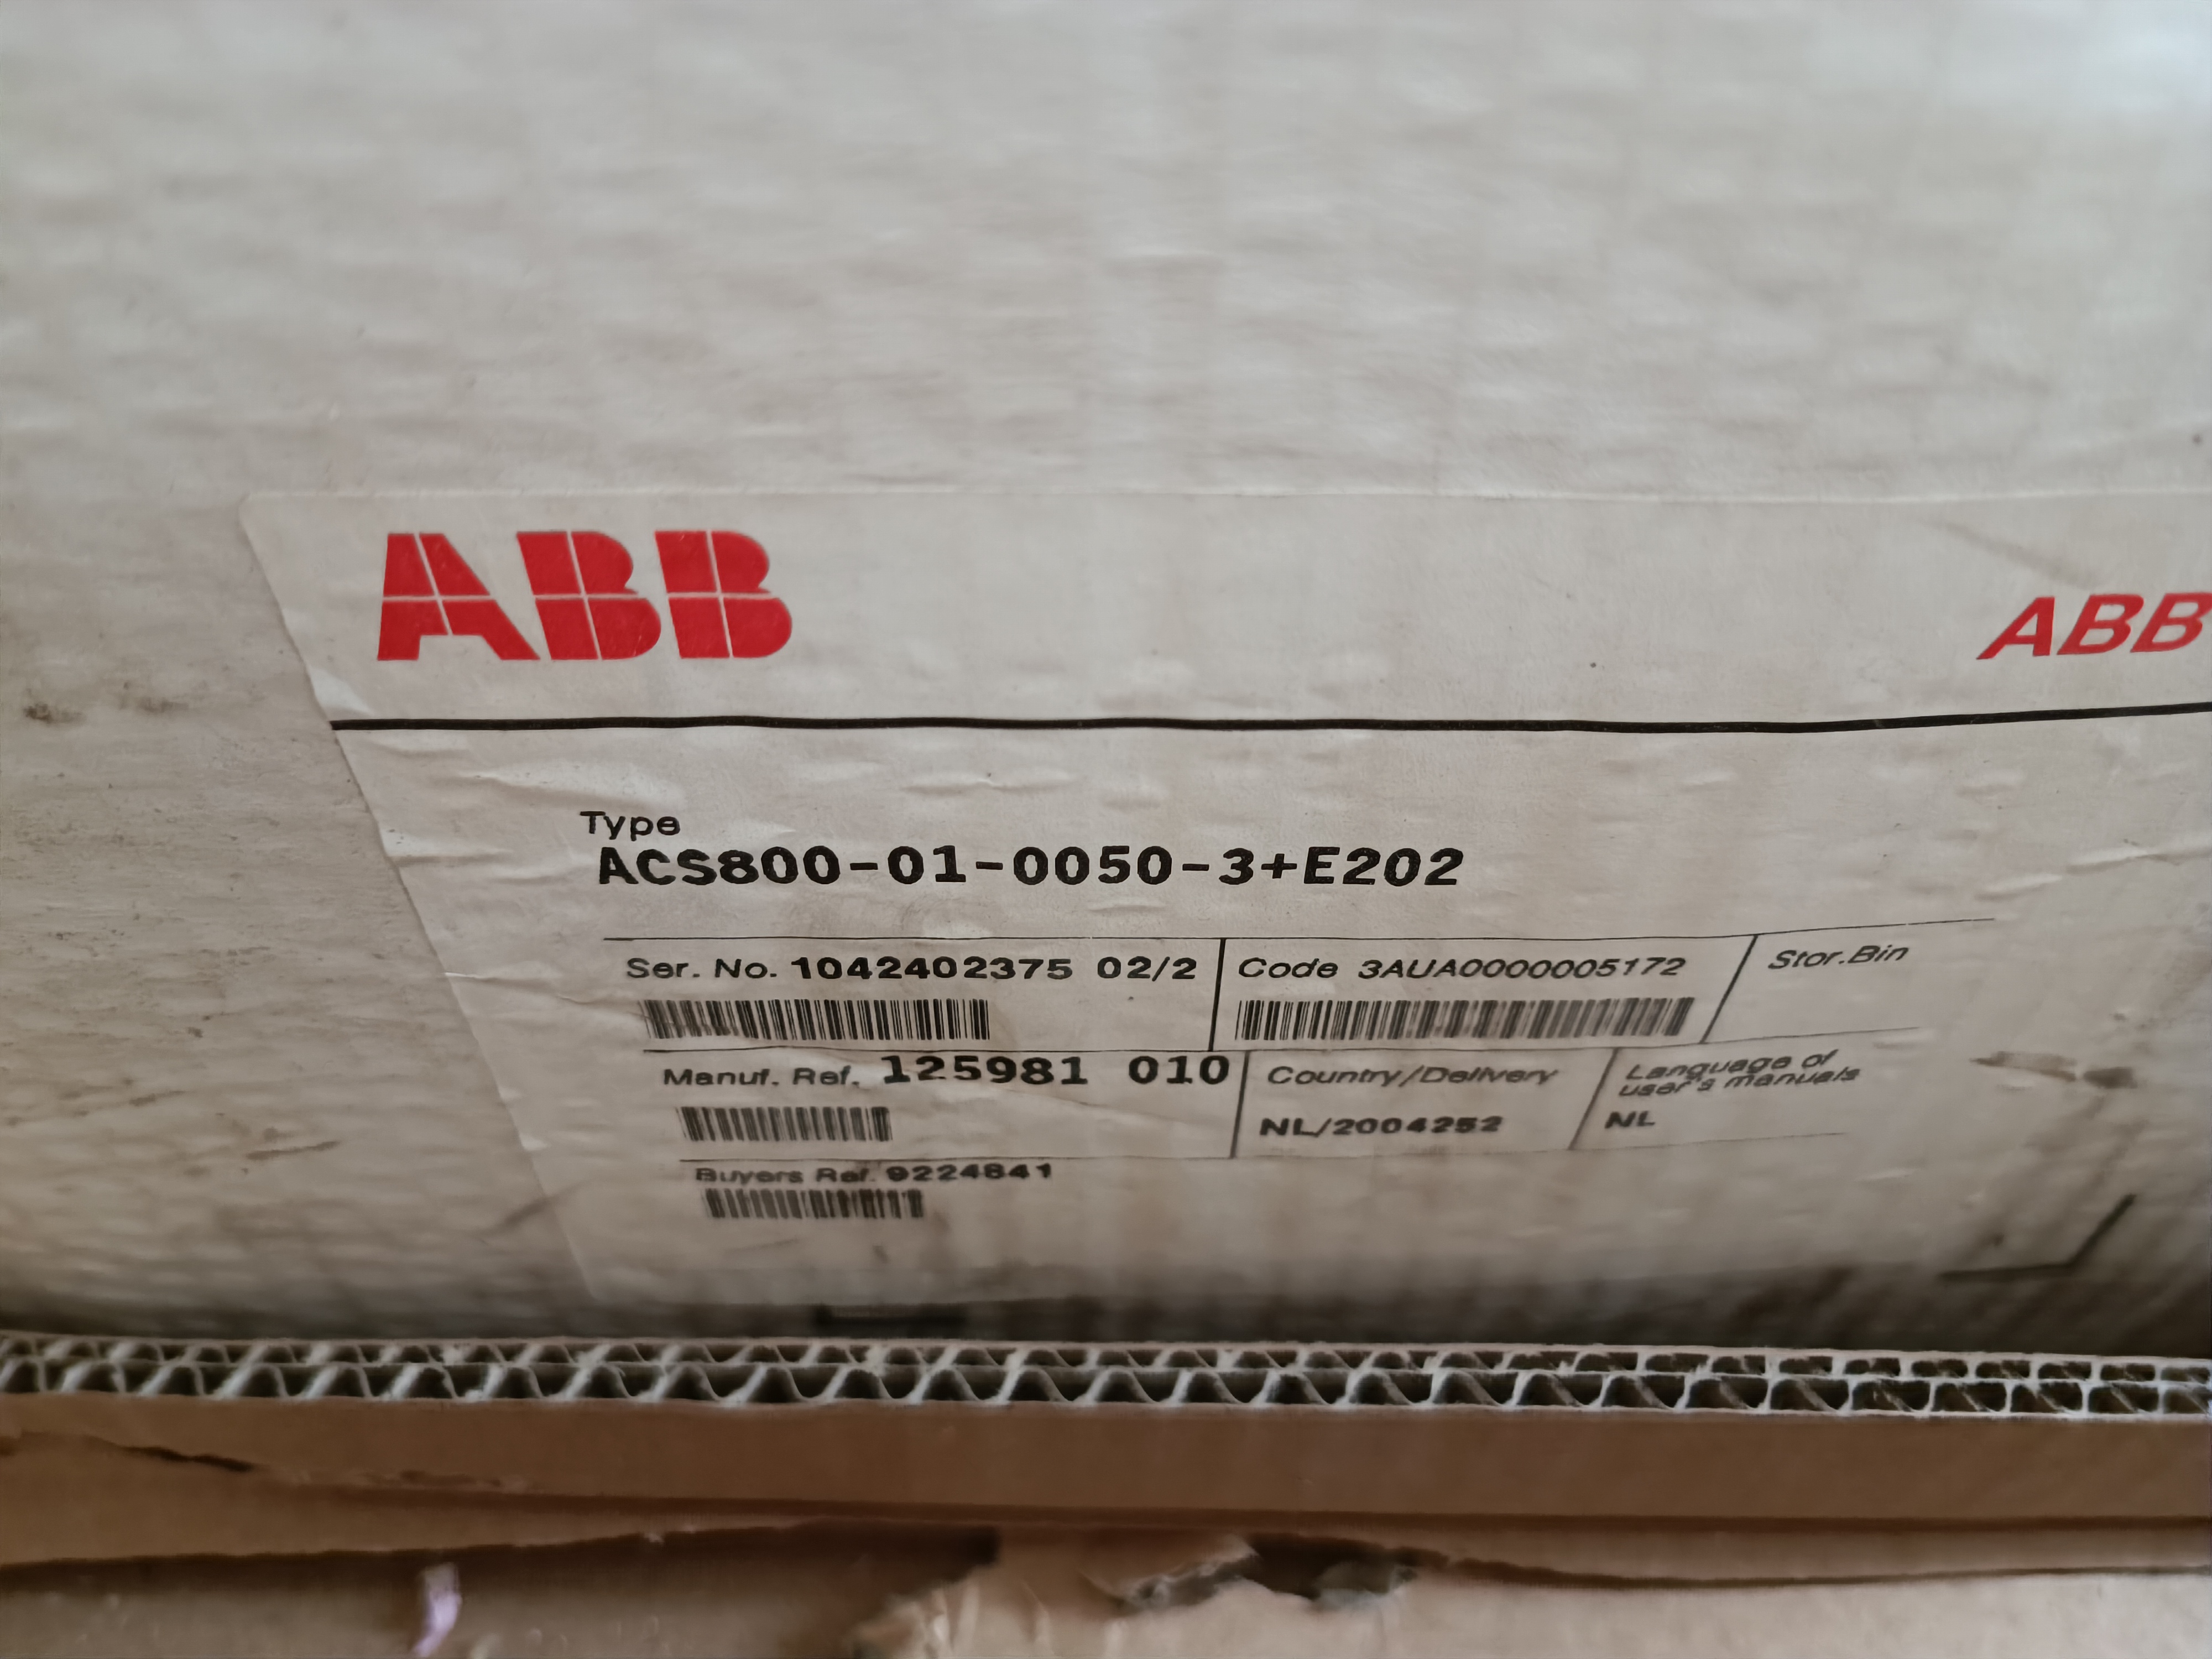 ABB
ABB
Type
ACS800-01-0050-3+E202
Ser. No. 1042402375 02/2
Code 3AUA0000005172
Stor.Bin
Manuf. Ref. 125981 010
Country/Delivery
NL/2004252
Language of
user's manuals
NL
Buyers Ref. 9224841